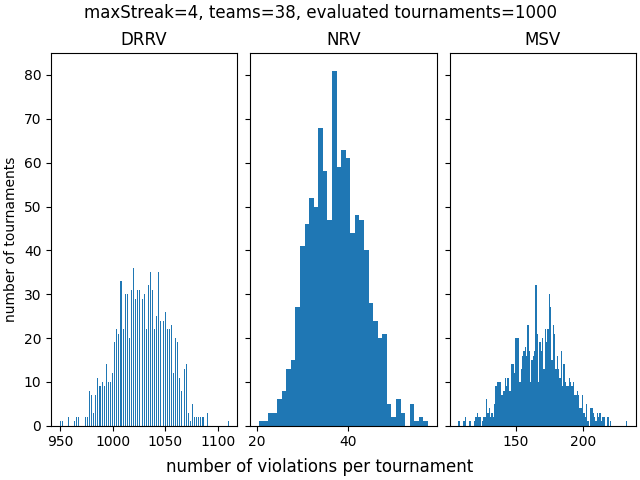 maxStreak=4, teams=38, evaluated tournaments=1000
DRRV NRV MSV
number of tournaments
80
70
60
50
40
30
20
10
0
950 1000 1050 1100 20 40 150 200
number of violations per tournament